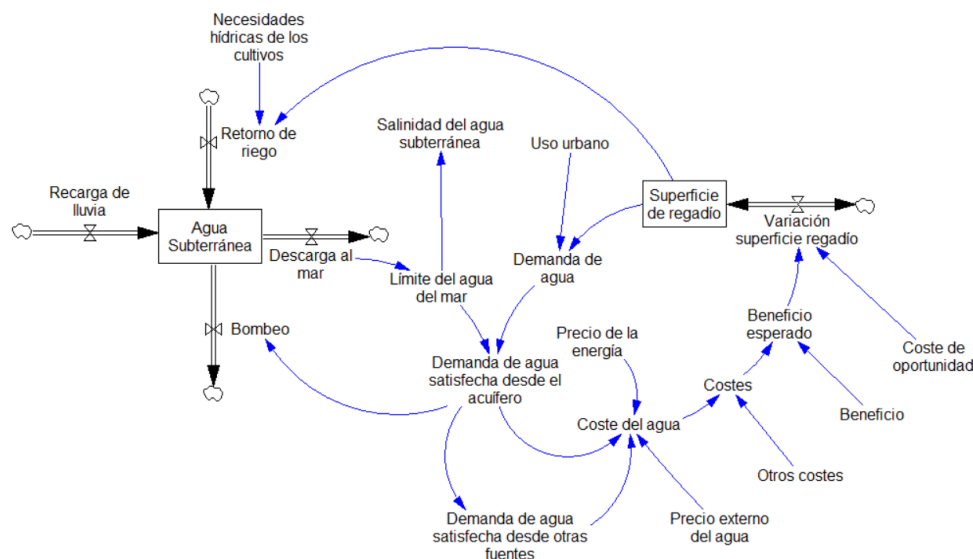 Necesidades
hídricas de los
cultivos
Retorno de
riego
Salinidad del agua
subterránea
Uso urbano
Superficie
de regadío
Recarga de
lluvia
Agua
Subterránea
Variación
superficie regadío
Descarga al
mar
Límite del agua
del mar
Demanda de
agua
Bombeo
Precio de la
energía
Beneficio
esperado
Coste de
oportunidad
Demanda de agua
satisfecha desde el
acuífero
Costes
Beneficio
Coste del agua
Otros costes
Demanda de agua
satisfecha desde otras
fuentes
Precio externo
del agua